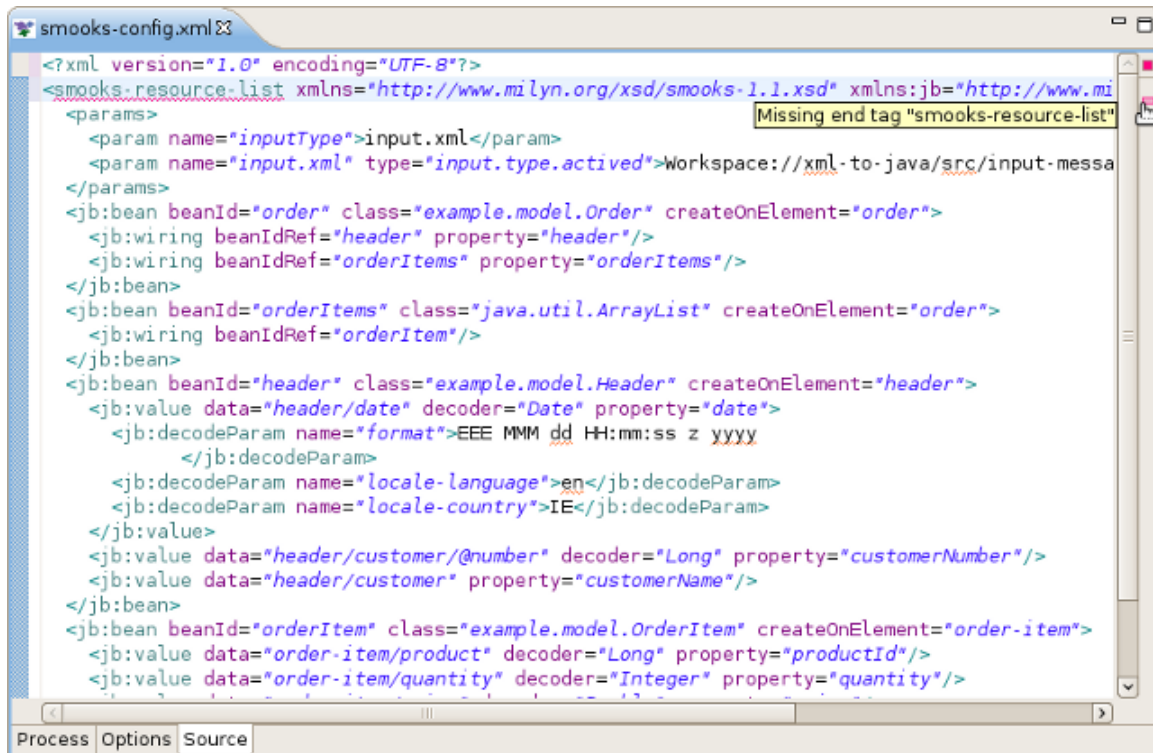 smooks-config.xml
<?xml version="1.0" encoding="UTF-8"?>
<smooks-resource-list xmlns="http://www.milyn.org/xsd/smooks-1.1.xsd" xmlns:jb="http://www.mi
<params>
Missing end tag "smooks-resource-list"
<param name="inputType">input.xml</param>
<param name="input.xml" type="input.type.actived">Workspace://xml-to-java/src/input-messa
</params>
<jb:bean beanId="order" class="example.model.Order" createOnElement="order">
<jb:wiring beanIdRef="header" property="header"/>
<jb:wiring beanIdRef="orderItems" property="orderItems"/>
</jb:bean>
<jb:bean beanId="orderItems" class="java.util.ArrayList" createOnElement="order">
<jb:wiring beanIdRef="orderItem"/>
</jb:bean>
<jb:bean beanId="header" class="example.model.Header" createOnElement="header">
<jb:value data="header/date" decoder="Date" property="date">
<jb:decodeParam name="format">EEE MMM dd HH:mm:ss z yyyy
</jb:decodeParam>
<jb:decodeParam name="locale-language">en</jb:decodeParam>
<jb:decodeParam name="locale-country">IE</jb:decodeParam>
</jb:value>
<jb:value data="header/customer/@number" decoder="Long" property="customerNumber"/>
<jb:value data="header/customer" property="customerName"/>
</jb:bean>
<jb:bean beanId="orderItem" class="example.model.OrderItem" createOnElement="order-item">
<jb:value data="order-item/product" decoder="Long" property="productId"/>
<jb:value data="order-item/quantity" decoder="Integer" property="quantity"/>
Process Options Source